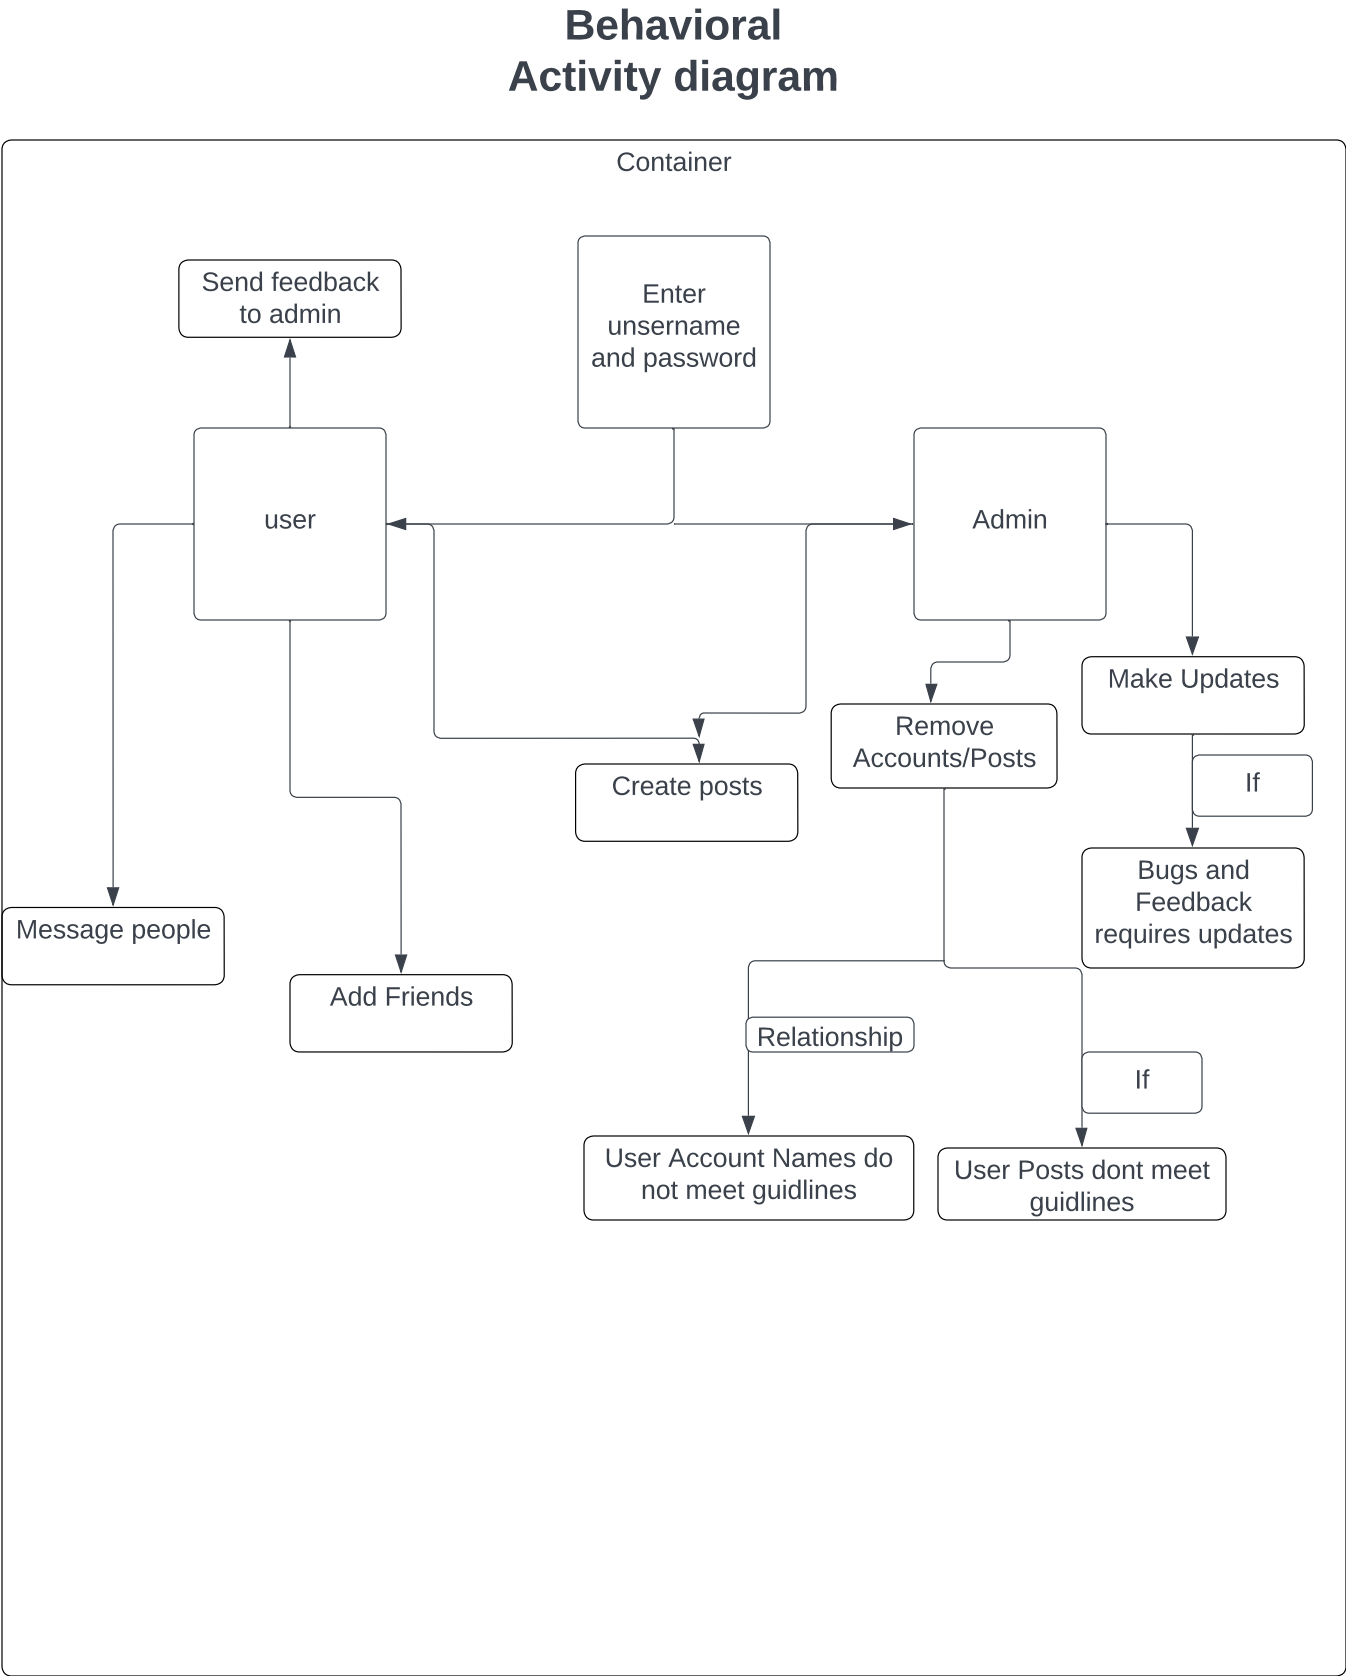 Behavioral
Activity diagram
Container
Send feedback
to admin
Enter
unsername
and password
user
Admin
Make Updates
Remove
Accounts/Posts
If
Create posts
Bugs and
Feedback
requires updates
Message people
Add Friends
Relationship
If
User Account Names do
not meet guidlines
User Posts dont meet
guidlines